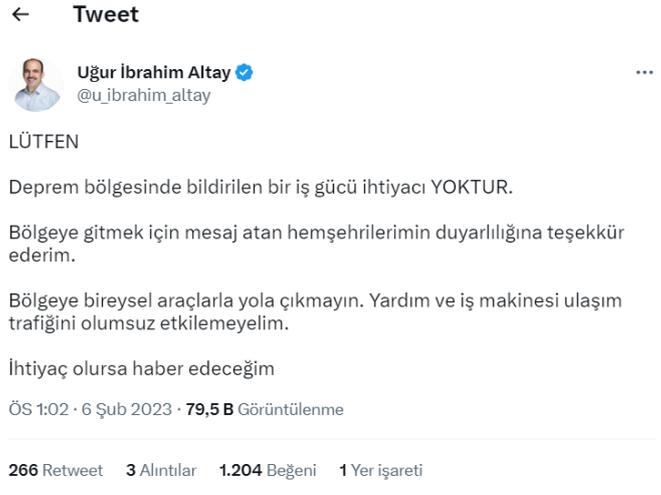 Tweet
Uğur İbrahim Altay
@u_ibrahim_altay
LÜTFEN
Deprem bölgesinde bildirilen bir iş gücü ihtiyacı YOKTUR.
Bölgeye gitmek için mesaj atan hemşehrilerimin duyarlılığına teşekkür
ederim.
Bölgeye bireysel araçlarla yola çıkmayın. Yardım ve iş makinesi ulaşım
trafiğini olumsuz etkilemeyelim.
İhtiyaç olursa haber edeceğim
ÖS 1:02 · 6 Şub 2023 · 79,5 B Görüntülenme
266 Retweet 3 Alıntılar 1.204 Beğeni 1 Yer işareti